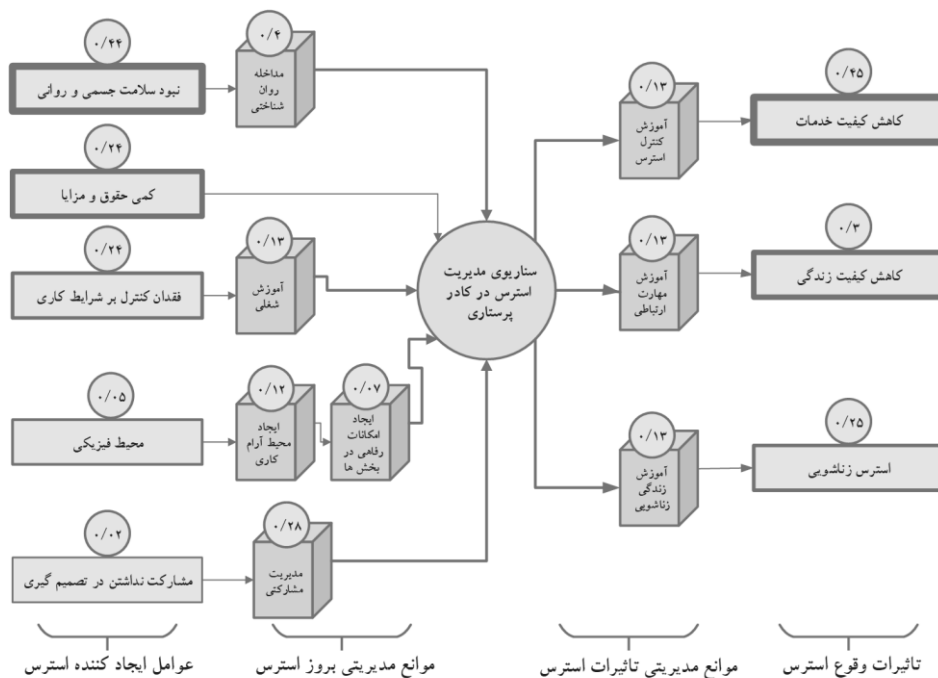 ۰/۴۴
نبود سلامت جسمی و روانی
۰/۴
مداخله
روان
شناختی
۰/۲۴
کمی حقوق و مزایا
۰/۲۴
فقدان کنترل بر شرایط کاری
۰/۱۳
آموزش
شغلی
۰/۰۵
محیط فیزیکی
۰/۱۲
ایجاد
محیط آرام
کاری
۰/۰۷
ایجاد
امکانات
رفاهی در
بخش ها
۰/۰۲
مشارکت نداشتن در تصمیم گیری
۰/۲۸
مدیریت
مشارکتی
سناریوی مدیریت
استرس در کادر
پرستاری
۰/۱۳
آموزش
کنترل
استرس
۰/۴۵
کاهش کیفیت خدمات
۰/۱۳
آموزش
مهارت
ارتباطی
۰/۳
کاهش کیفیت زندگی
۰/۱۳
آموزش
زندگی
زناشویی
۰/۲۵
استرس زناشویی
عوامل ایجاد کننده استرس
موانع مدیریتی بروز استرس
موانع مدیریتی تاثیرات استرس
تاثیرات وقوع استرس